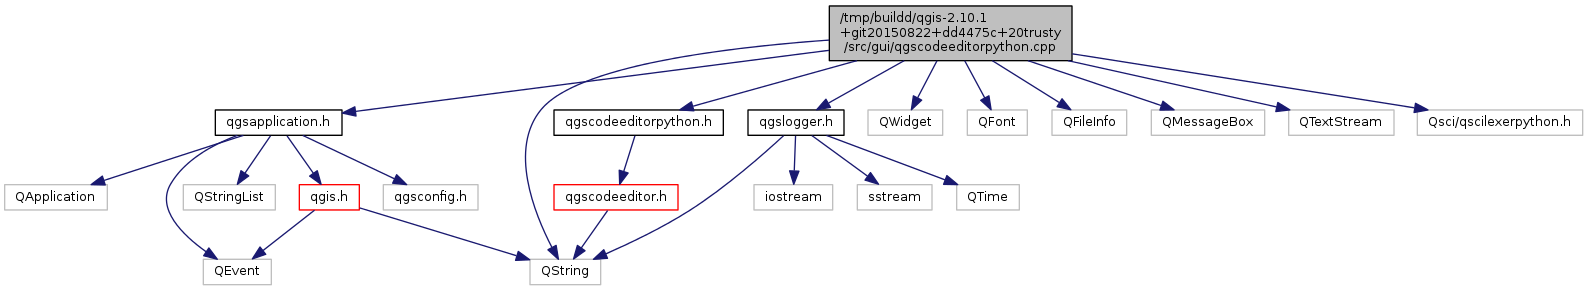 /tmp/buildd/qgis-2.10.1
+git20150822+dd4475c+20trusty
/src/gui/qgscodeeditorpython.cpp
qgsapplication.h
qgscodeeditorpython.h
qgslogger.h
QWidget
QFont
QFileInfo
QMessageBox
QTextStream
Qsci/qscilexerpython.h
QApplication
QStringList
qgis.h
qgsconfig.h
qgscodeeditor.h
iostream
sstream
QTime
QEvent
QString